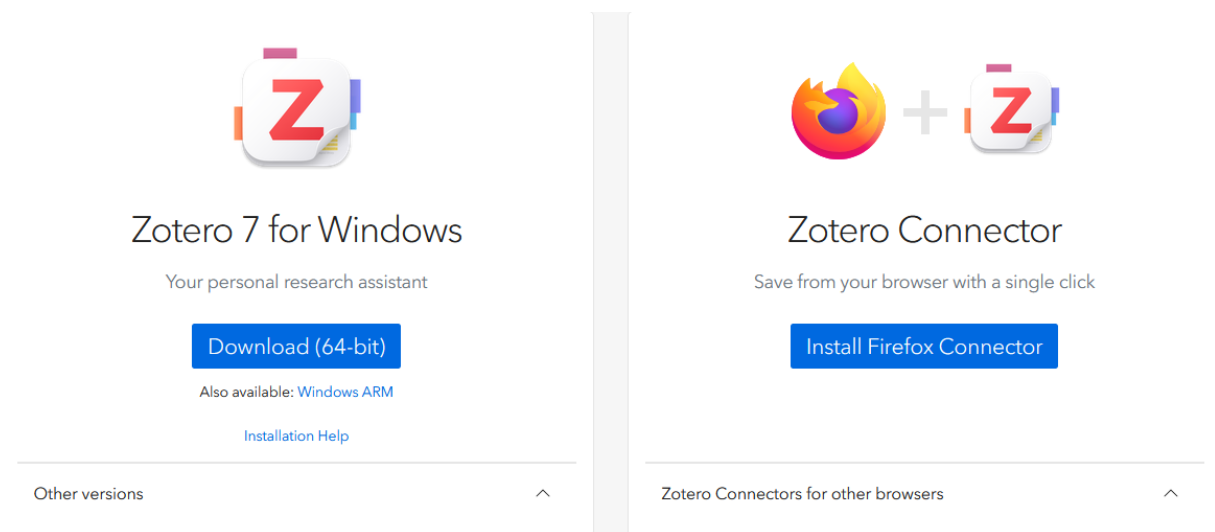 Z
Zotero 7 for Windows
Your personal research assistant
Download (64-bit)
Also available: Windows ARM
Installation Help
Other versions
Z
Zotero Connector
Save from your browser with a single click
Install Firefox Connector
Zotero Connectors for other browsers